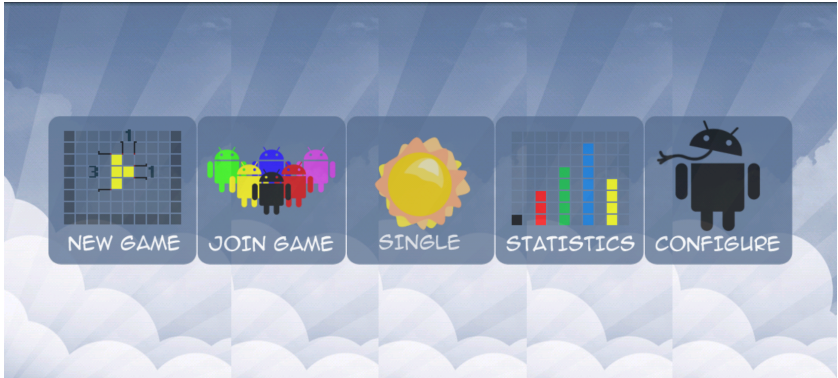 1
3
1
NEW GAME
JOIN GAME
SINGLE
STATISTICS
CONFIGURE